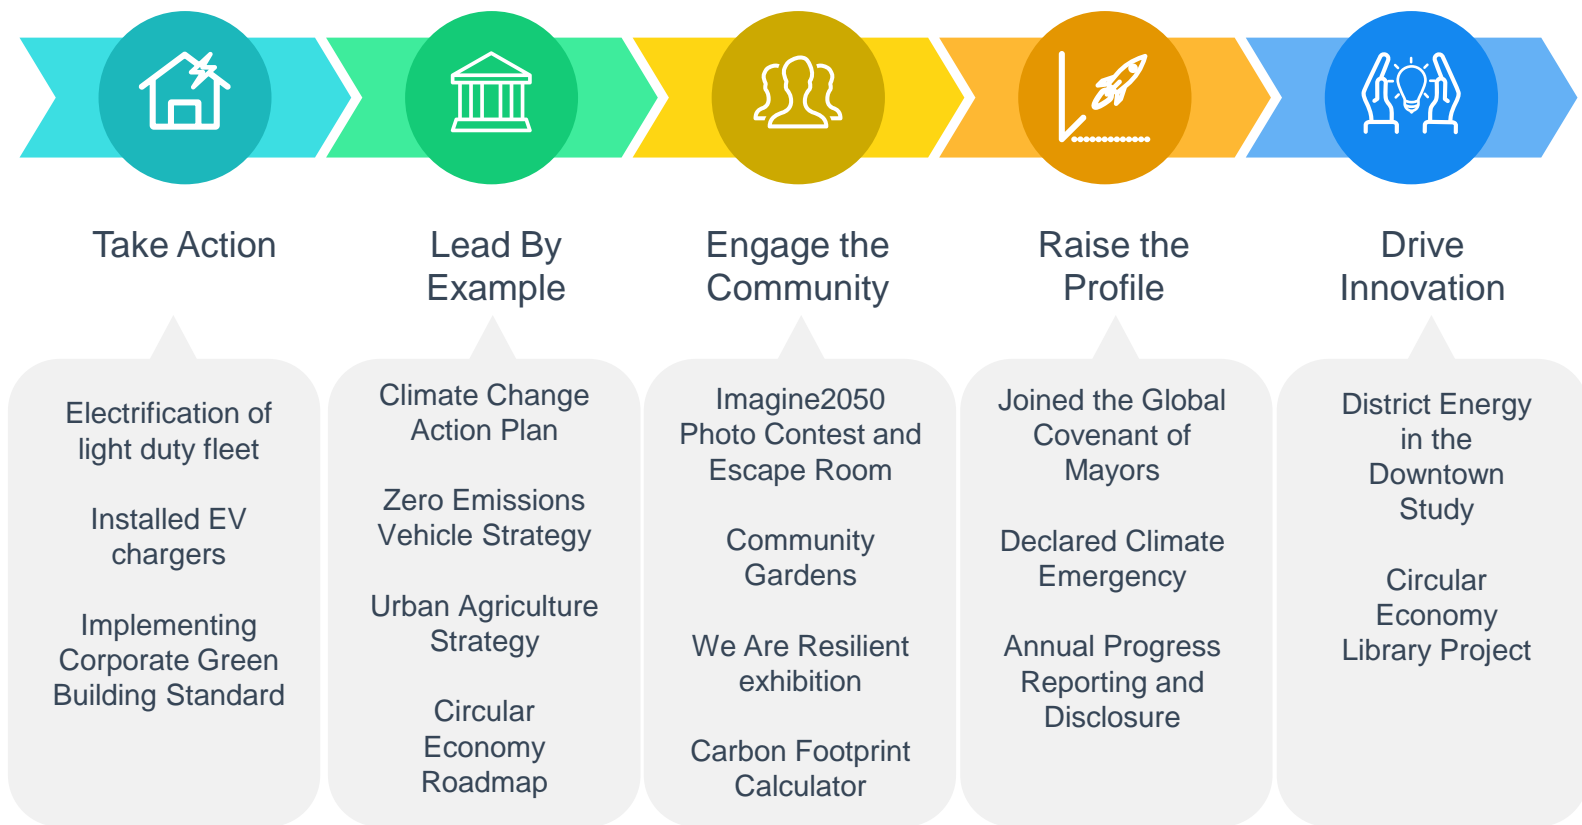 Take Action
Lead By
Example
Engage the
Community
Raise the
Profile
Drive
Innovation
Electrification of
light duty fleet
Installed EV
chargers
Implementing
Corporate Green
Building Standard
Climate Change
Action Plan
Zero Emissions
Vehicle Strategy
Urban Agriculture
Strategy
Circular
Economy
Roadmap
Imagine2050
Photo Contest and
Escape Room
Community
Gardens
We Are Resilient
exhibition
Carbon Footprint
Calculator
Joined the Global
Covenant of
Mayors
Declared Climate
Emergency
Annual Progress
Reporting and
Disclosure
District Energy
in the
Downtown
Study
Circular
Economy
Library Project